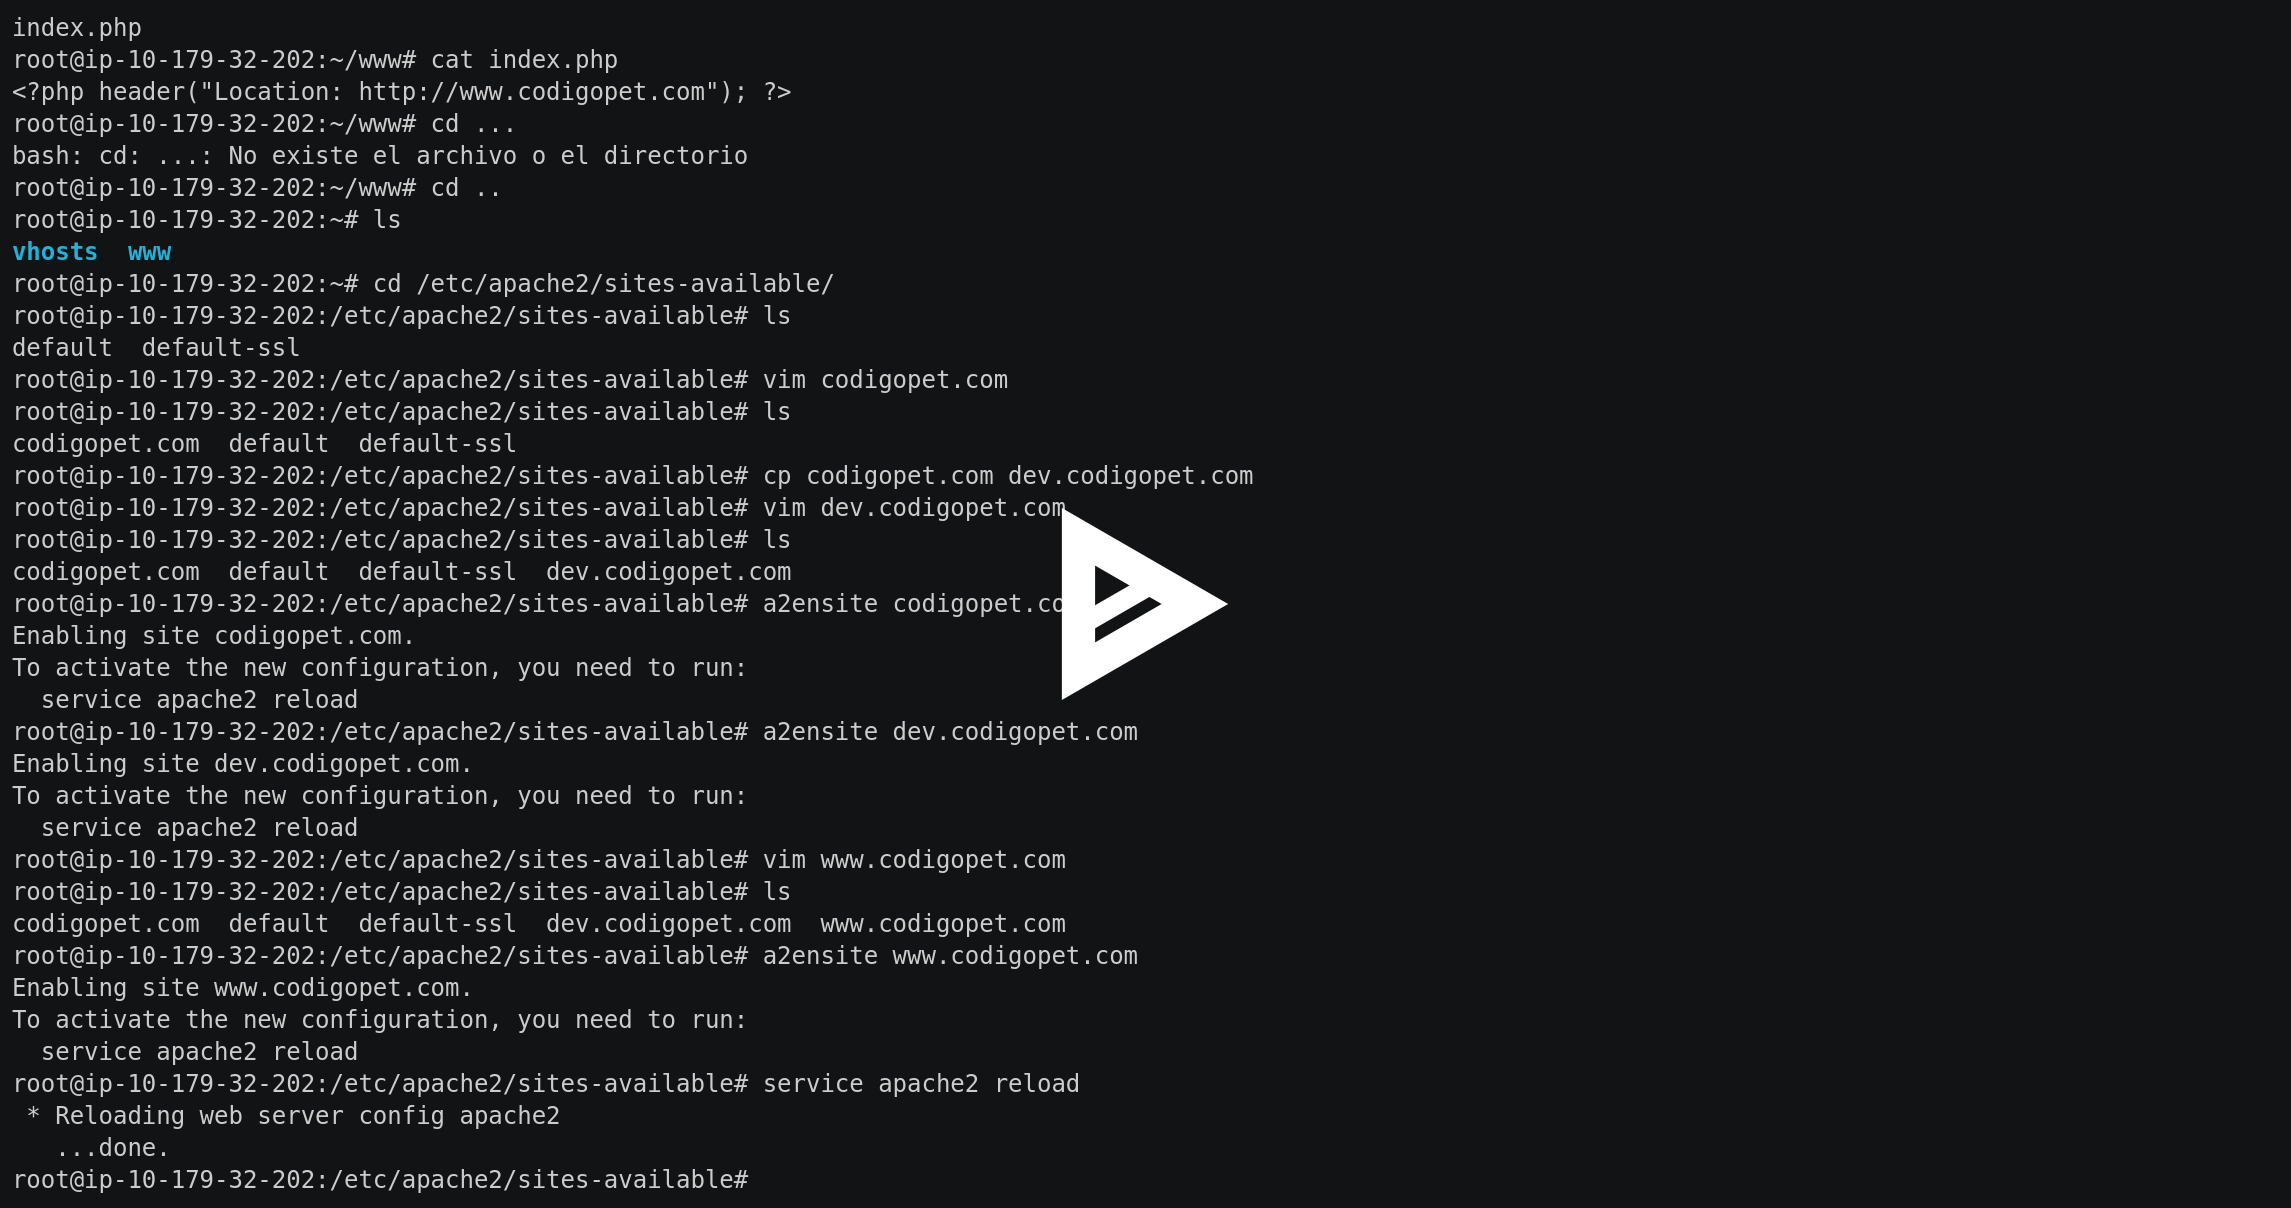 index.php
root@ip-10-179-32-202:~/www# cat index.php
<?php header("Location: http://www.codigopet.com"); ?>
root@ip-10-179-32-202:~/www# cd ...
bash: cd: ...: No existe el archivo o el directorio
root@ip-10-179-32-202:~/www# cd ..
root@ip-10-179-32-202:~# ls
vhosts  www
root@ip-10-179-32-202:~# cd /etc/apache2/sites-available/
root@ip-10-179-32-202:/etc/apache2/sites-available# ls
default  default-ssl
root@ip-10-179-32-202:/etc/apache2/sites-available# vim codigopet.com
root@ip-10-179-32-202:/etc/apache2/sites-available# ls
codigopet.com  default  default-ssl
root@ip-10-179-32-202:/etc/apache2/sites-available# cp codigopet.com dev.codigopet.com
root@ip-10-179-32-202:/etc/apache2/sites-available# vim dev.codigopet.com
root@ip-10-179-32-202:/etc/apache2/sites-available# ls
codigopet.com  default  default-ssl  dev.codigopet.com
root@ip-10-179-32-202:/etc/apache2/sites-available# a2ensite codigopet.co
Enabling site codigopet.com.
To activate the new configuration, you need to run:
  service apache2 reload
root@ip-10-179-32-202:/etc/apache2/sites-available# a2ensite dev.codigopet.com
Enabling site dev.codigopet.com.
To activate the new configuration, you need to run:
  service apache2 reload
root@ip-10-179-32-202:/etc/apache2/sites-available# vim www.codigopet.com
root@ip-10-179-32-202:/etc/apache2/sites-available# ls
codigopet.com  default  default-ssl  dev.codigopet.com  www.codigopet.com
root@ip-10-179-32-202:/etc/apache2/sites-available# a2ensite www.codigopet.com
Enabling site www.codigopet.com.
To activate the new configuration, you need to run:
  service apache2 reload
root@ip-10-179-32-202:/etc/apache2/sites-available# service apache2 reload
 * Reloading web server config apache2
   ...done.
root@ip-10-179-32-202:/etc/apache2/sites-available#